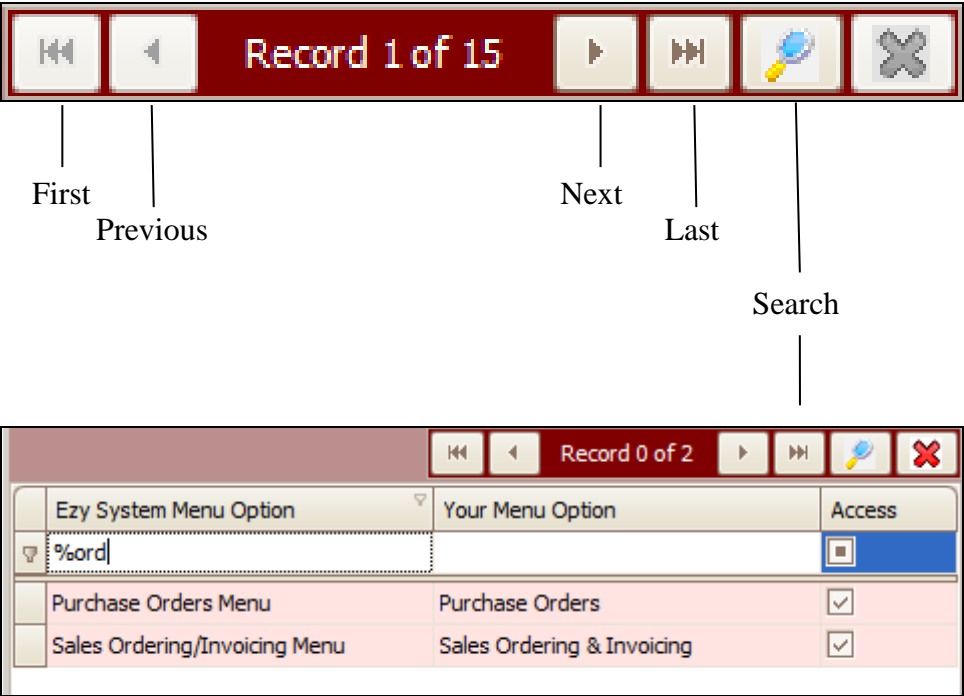 Record 1 of 15
First
Next
Previous
Last
Search
Record 0 of 2
Ezy System Menu Option Your Menu Option Access
%ord
Purchase Orders Menu Purchase Orders
Sales Ordering/Invoicing Menu Sales Ordering & Invoicing